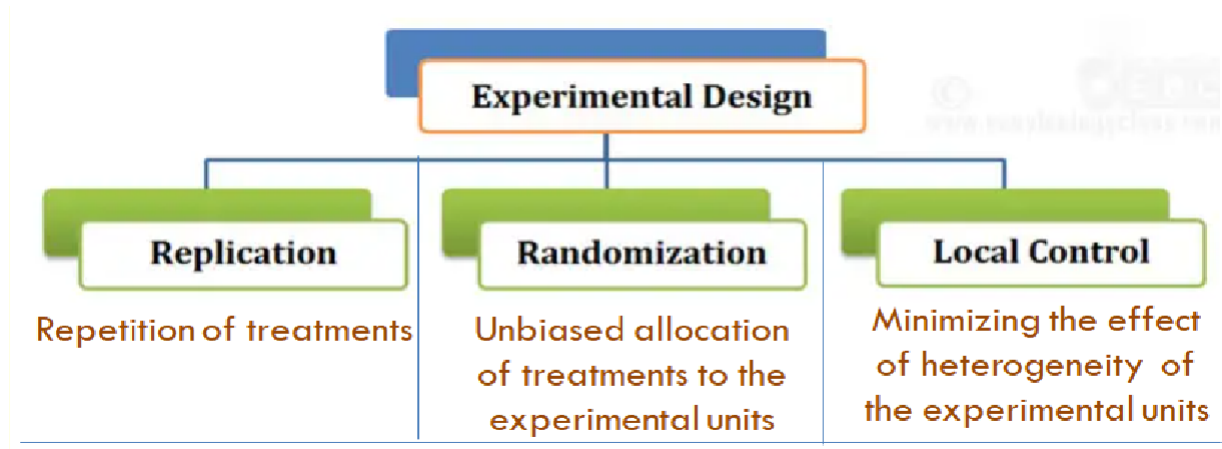 Experimental Design
Replication
Repetition of treatments
Randomization
Unbiased allocation
of treatments to the
experimental units
Local Control
Minimizing the effect
of heterogeneity of
the experimental units